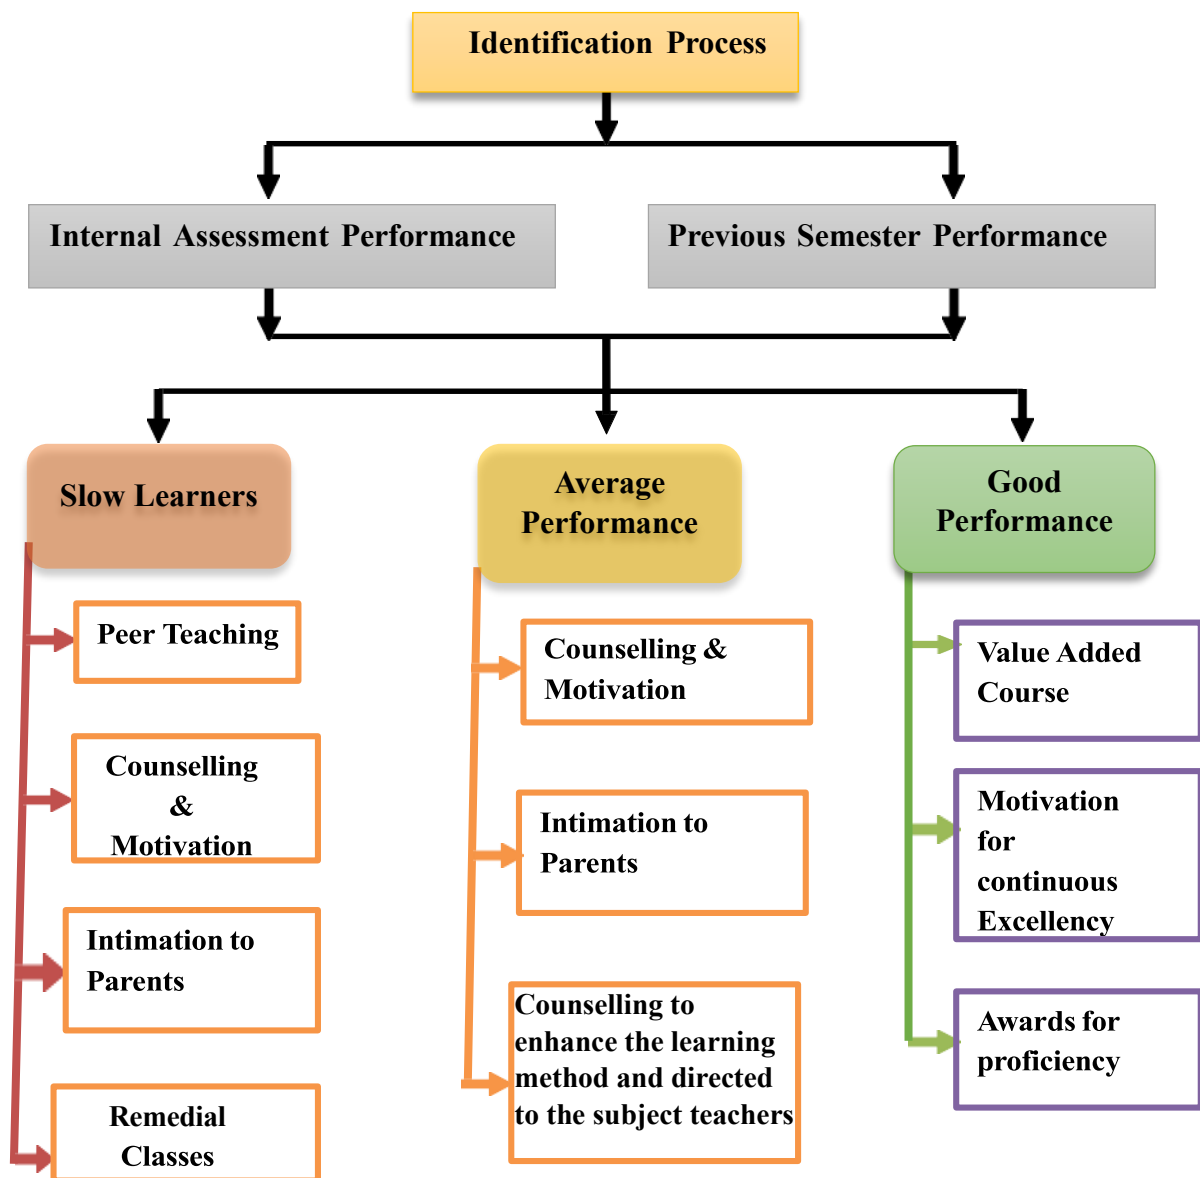 Identification Process
Internal Assessment Performance
Previous Semester Performance
Slow Learners
Average
Performance
Good
Performance
Peer Teaching
Counselling
&
Motivation
Intimation to
Parents
Remedial
Classes
Counselling &
Motivation
Intimation to
Parents
Counselling to
enhance the learning
method and directed
to the subject teachers
Value Added
Course
Motivation
for
continuous
Excellency
Awards for
proficiency